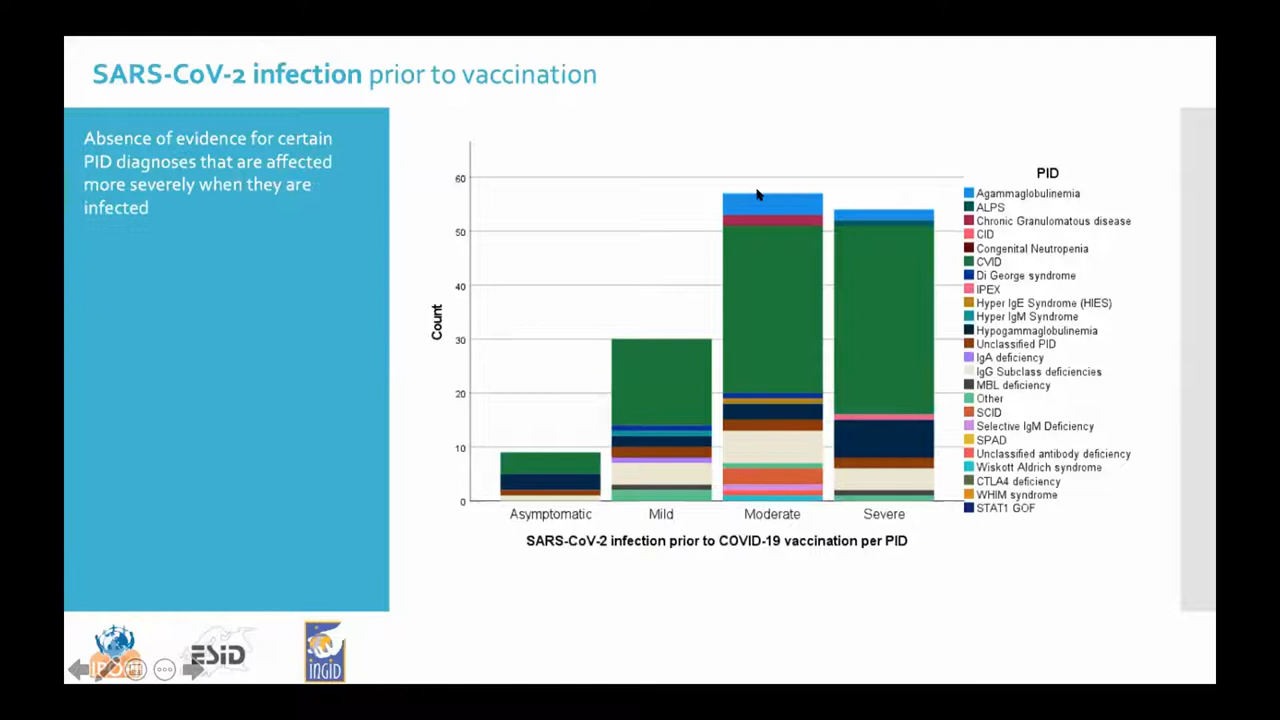 SARS-CoV-2 infection prior to vaccination
Absence of evidence for certain
PID diagnoses that are affected
more severely when they are
infected
60
50
40
30
20
10
0
Count
Asymptomatic
Mild
Moderate
Severe
SARS-CoV-2 infection prior to COVID-19 vaccination per PID
PID
Agammaglobulinemia
ALPS
Chronic Granulomatous disease
CID
Congenital Neutropenia
CVID
Di George syndrome
IPEX
Hyper IgE Syndrome (HIES)
Hyper IgM Syndrome
Hypogammaglobulinemia
Unclassified PID
IgA deficiency
IgG Subclass deficiencies
MBL deficiency
Other
SCID
Selective IgM Deficiency
SPAD
Unclassified antibody deficiency
Wiskott Aldrich syndrome
CTLA4 deficiency
WHIM syndrome
STAT1 GOF
ESiD
iNGiD